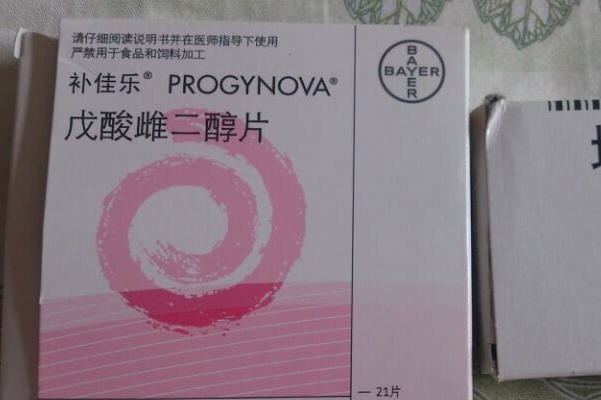 请仔细阅读说明书并在医师指导下使用
严禁用于食品和饲料加工
补佳乐® PROGYNOVA®
戊酸雌二醇片
BAYER
BAYER
— 21片